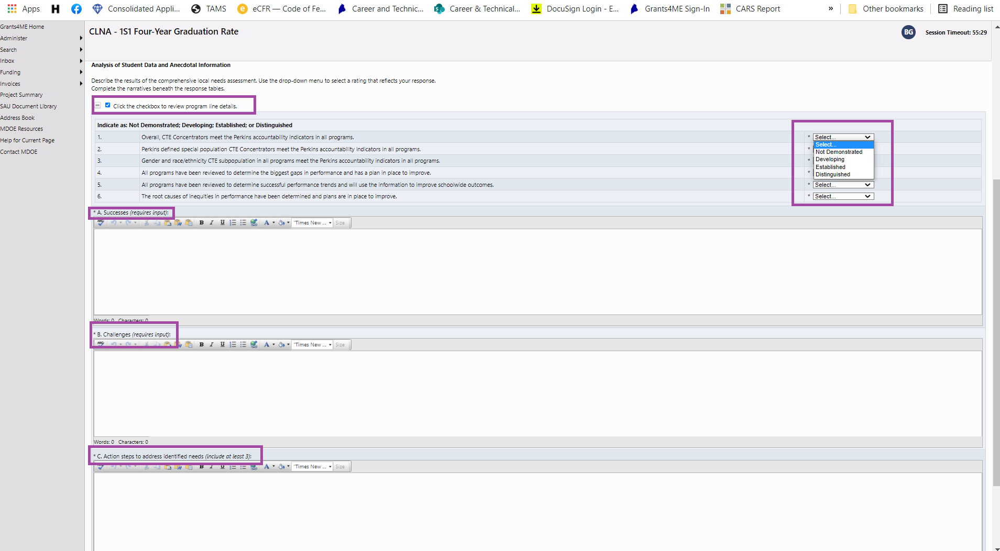 Apps
Consolidated Appli...
TAMS
eCFR — Code of Fe...
Career and Technic...
Career & Technical...
DocuSign Login - E...
Grants4ME Sign-In
CARS Report
»
Other bookmarks
Reading list
Grants4ME Home
Administer
Search
Inbox
Funding
Invoices
Project Summary
SAU Document Library
Address Book
MDOE Resources
Help for Current Page
Contact MDOE
CLNA - 1S1 Four-Year Graduation Rate
BG
Session Timeout: 55:29
Analysis of Student Data and Anecdotal Information
Describe the results of the comprehensive local needs assessment. Use the drop-down menu to select a rating that reflects your response.
Complete the narratives beneath the response tables.
Click the checkbox to review program line details.
Indicate as: Not Demonstrated; Developing; Established; or Distinguished
1. Overall, CTE Concentrators meet the Perkins accountability indicators in all programs. * Select...
2. Perkins defined special population CTE Concentrators meet the Perkins accountability indicators in all programs. *
3. Gender and race/ethnicity CTE subpopulation in all programs meet the Perkins accountability indicators in all programs. *
4. All programs have been reviewed to determine the biggest gaps in performance and has a plan in place to improve. *
5. All programs have been reviewed to determine successful performance trends and will use the information to improve schoolwide outcomes. * Select...
6. The root causes of inequities in performance have been determined and plans are in place to improve. * Select...
Select...
Not Demonstrated
Developing
Established
Distinguished
* A. Successes (requires input):
ABC B I U A "Times New ... Size
Words: 0 Characters: 0
* B. Challenges (requires input):
ABC B I U A "Times New ... Size
Words: 0 Characters: 0
* C. Action steps to address identified needs (include at least 3):
B I U A "Times New ... Size